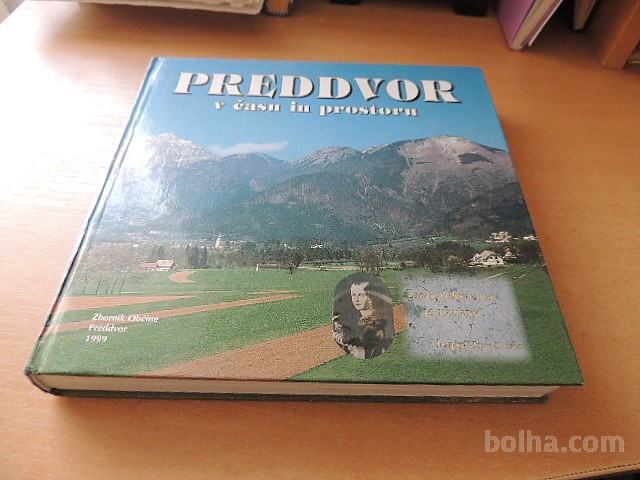 PREDDVOR
v času in prostoru
Zbornik Občine
Preddvor
1999
bolha.com